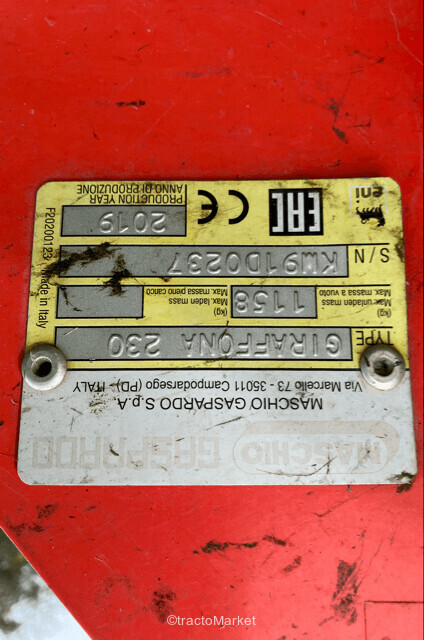 MASCHIO GASPARDO
MASCHIO GASPARDO S.p.A.
Via Marcello 73 - 35011 Campodarsego (PD) - ITALY
TYPE GIRAFFONA 230
Max. unladen mass
Max. massa a vuoto
(kg) 1158
Max. laden mass
Max. massa pieno carico
(kg)
S/N KW91D0237
eni
EAC CE
PRODUCTION YEAR
ANNO DI PRODUZIONE
2019
F20200123 made in Italy
©tractoMarket